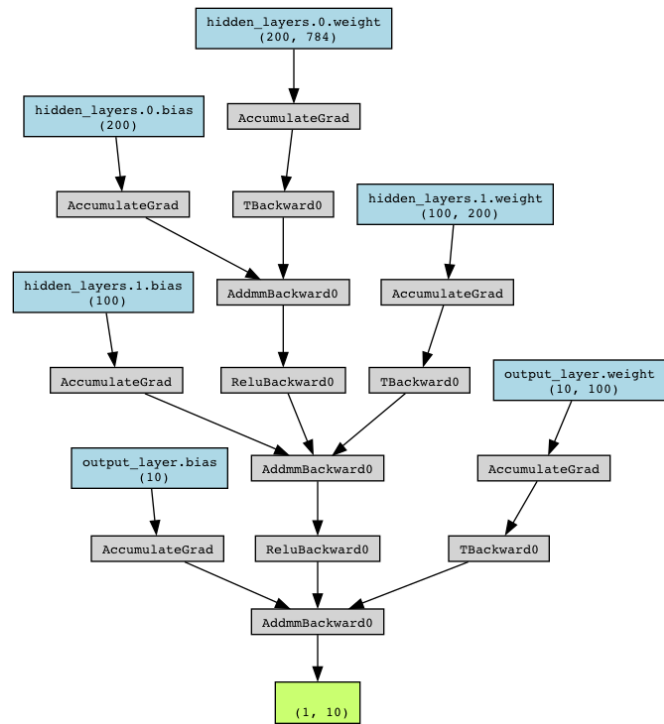 hidden_layers.0.weight
(200, 784)
hidden_layers.0.bias
(200)
AccumulateGrad
AccumulateGrad
TBackward0
hidden_layers.1.weight
(100, 200)
hidden_layers.1.bias
(100)
AddmmBackward0
AccumulateGrad
AccumulateGrad
ReluBackward0
TBackward0
output_layer.weight
(10, 100)
output_layer.bias
(10)
AddmmBackward0
AccumulateGrad
AccumulateGrad
ReluBackward0
TBackward0
AddmmBackward0
(1, 10)